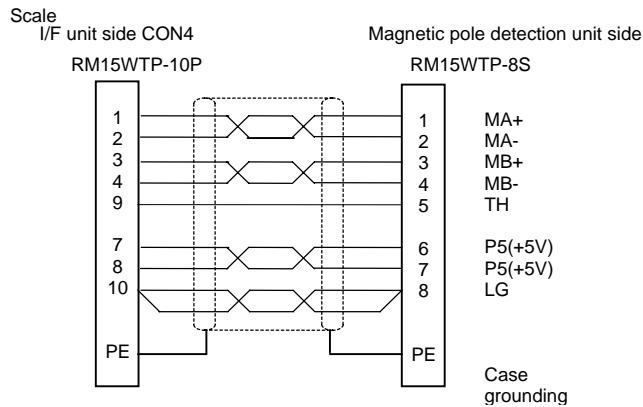 Scale
I/F unit side CON4 Magnetic pole detection unit side
RM15WTP-10P RM15WTP-8S
1 1 MA+
2 2 MA-
3 3 MB+
4 4 MB-
9 5 TH
7 6 P5(+5V)
8 7 P5(+5V)
10 8 LG
PE PE
Case
grounding